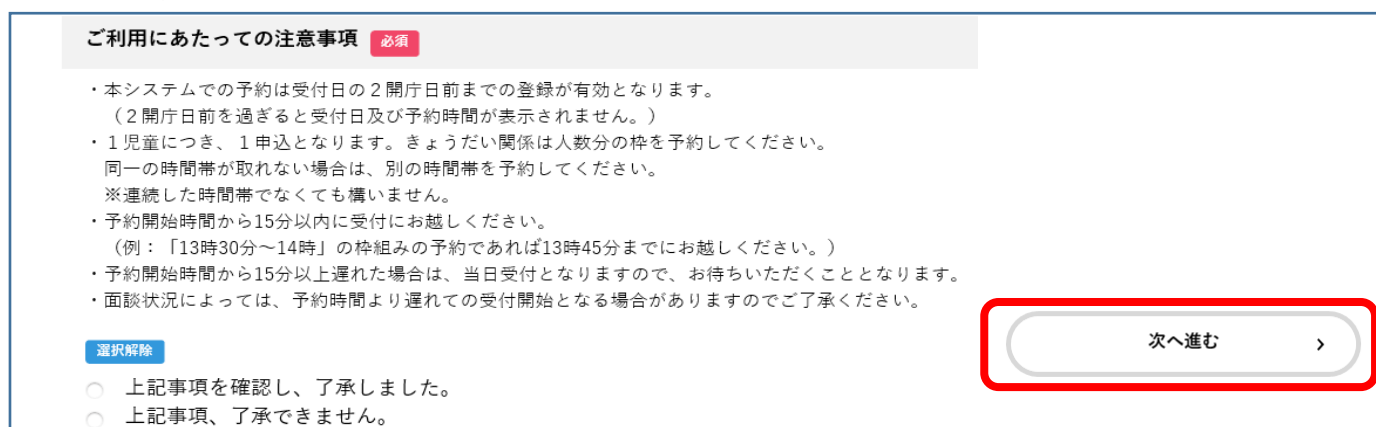 ご利用にあたっての注意事項 必須
・本システムでの予約は受付日の２開庁日前までの登録が有効となります。
（２開庁日前を過ぎると受付日及び予約時間が表示されません。）
・１児童につき、１申込となります。きょうだい関係は人数分の枠を予約してください。
同一の時間帯が取れない場合は、別の時間帯を予約してください。
※連続した時間帯でなくても構いません。
・予約開始時間から15分以内に受付にお越しください。
（例：「13時30分～14時」の枠組みの予約であれば13時45分までにお越しください。）
・予約開始時間から15分以上遅れた場合は、当日受付となりますので、お待ちいただくこととなります。
・面談状況によっては、予約時間より遅れての受付開始となる場合がありますのでご了承ください。
選択解除
上記事項を確認し、了承しました。
上記事項、了承できません。
次へ進む